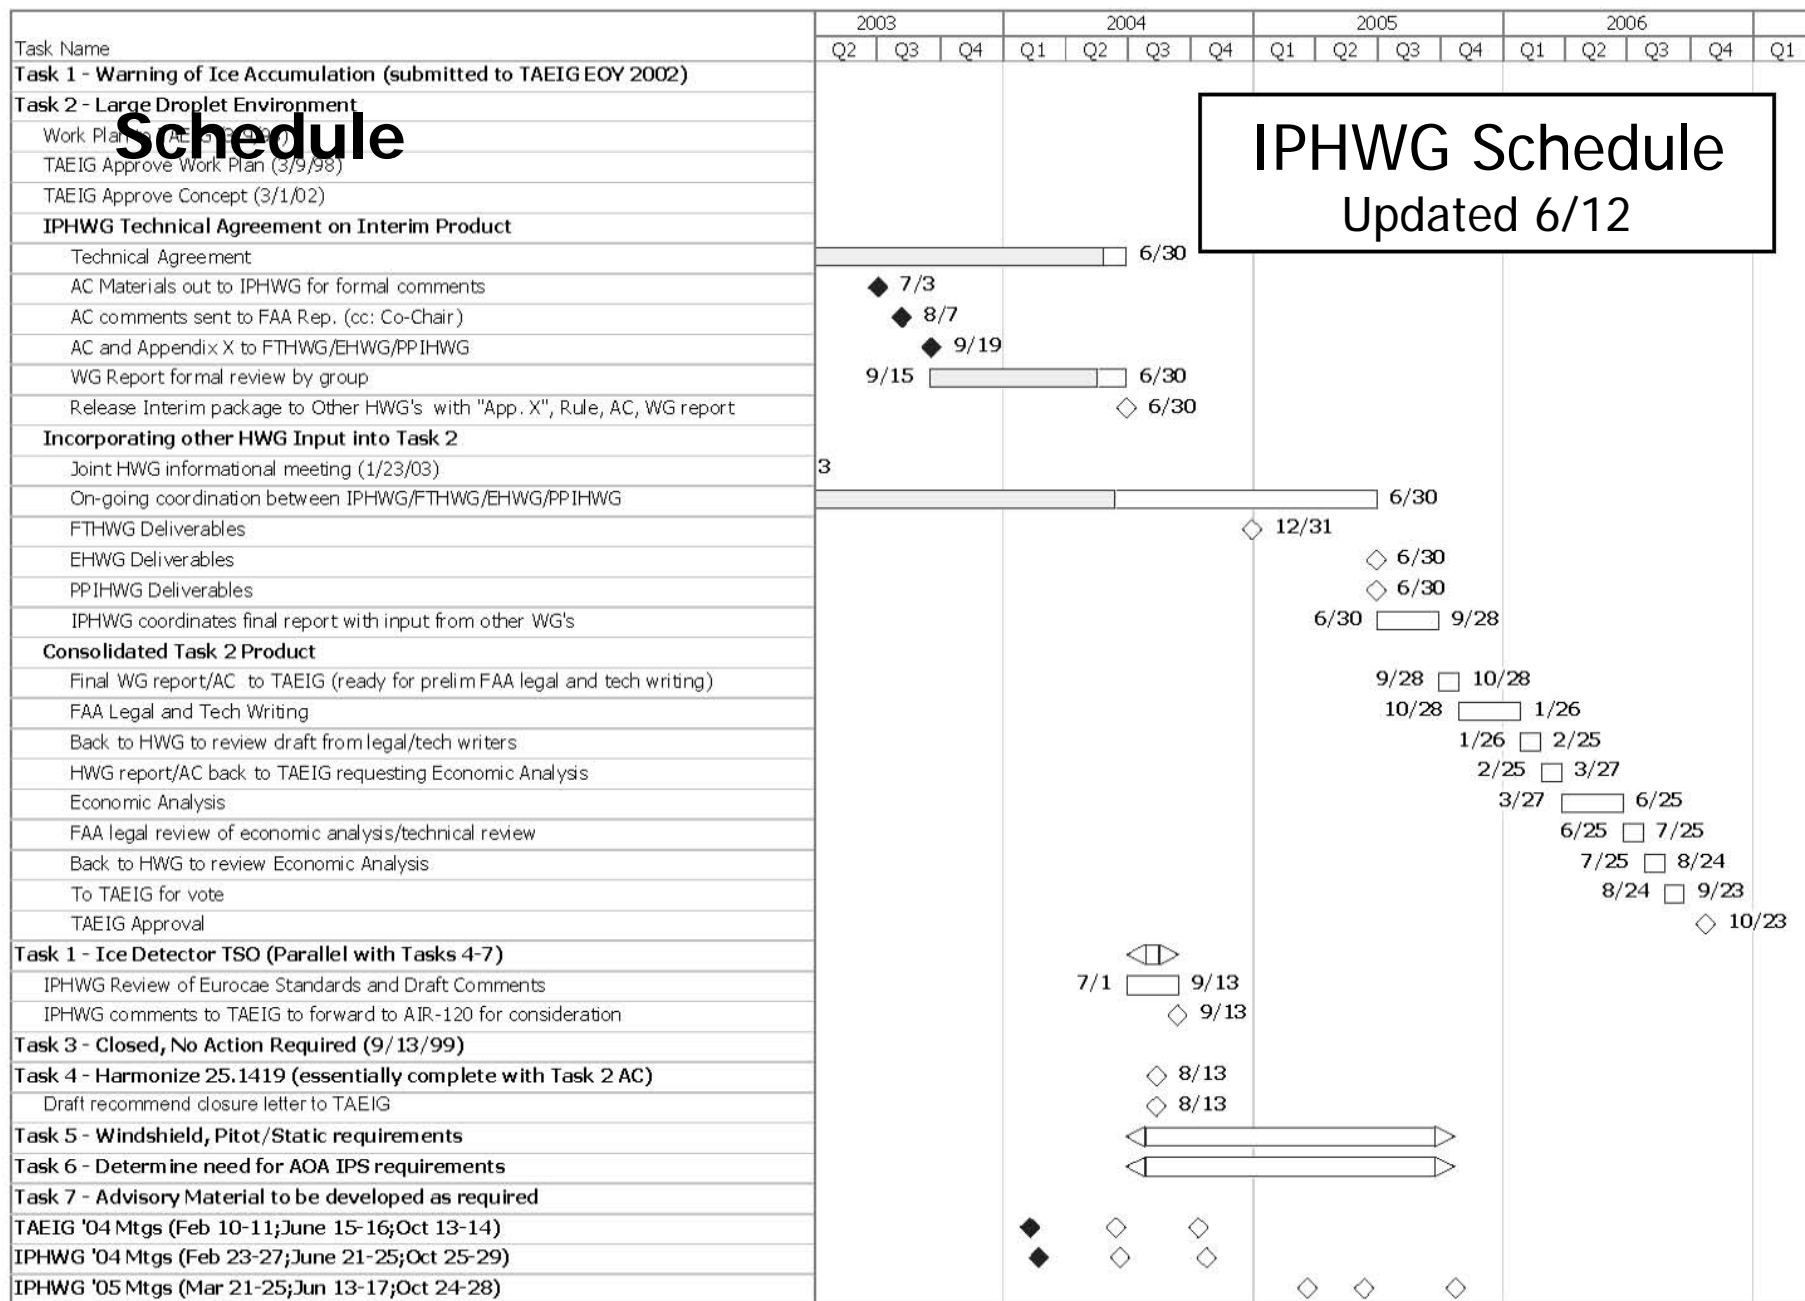 2003 2004 2005 2006
Task Name Q2 Q3 Q4 Q1 Q2 Q3 Q4 Q1 Q2 Q3 Q4 Q1 Q2 Q3 Q4 Q1
Task 1 - Warning of Ice Accumulation (submitted to TAEIG EOY 2002)
Task 2 - Large Droplet Environment
Schedule
IPHWG Schedule
Updated 6/12
Work Plan to TAEIG
TAEIG Approve Work Plan (3/9/98)
TAEIG Approve Concept (3/1/02)
IPHWG Technical Agreement on Interim Product
Technical Agreement 6/30
AC Materials out to IPHWG for formal comments 7/3
AC comments sent to FAA Rep. (cc: Co-Chair) 8/7
AC and Appendix X to FTHWG/EHWG/PPIHWG 9/19
WG Report formal review by group 9/15 6/30
Release Interim package to Other HWG's with "App. X", Rule, AC, WG report 6/30
Incorporating other HWG Input into Task 2
Joint HWG informational meeting (1/23/03) 3
On-going coordination between IPHWG/FTHWG/EHWG/PPIHWG 6/30
FTHWG Deliverables 12/31
EHWG Deliverables 6/30
PPIHWG Deliverables 6/30
IPHWG coordinates final report with input from other WG's 6/30 9/28
Consolidated Task 2 Product
Final WG report/AC to TAEIG (ready for prelim FAA legal and tech writing) 9/28 10/28
FAA Legal and Tech Writing 10/28 1/26
Back to HWG to review draft from legal/tech writers 1/26 2/25
HWG report/AC back to TAEIG requesting Economic Analysis 2/25 3/27
Economic Analysis 3/27 6/25
FAA legal review of economic analysis/technical review 6/25 7/25
Back to HWG to review Economic Analysis 7/25 8/24
To TAEIG for vote 8/24 9/23
TAEIG Approval 10/23
Task 1 - Ice Detector TSO (Parallel with Tasks 4-7)
IPHWG Review of Eurocae Standards and Draft Comments 7/1 9/13
IPHWG comments to TAEIG to forward to AIR-120 for consideration 9/13
Task 3 - Closed, No Action Required (9/13/99)
Task 4 - Harmonize 25.1419 (essentially complete with Task 2 AC) 8/13
Draft recommend closure letter to TAEIG 8/13
Task 5 - Windshield, Pitot/Static requirements
Task 6 - Determine need for AOA IPS requirements
Task 7 - Advisory Material to be developed as required
TAEIG '04 Mtgs (Feb 10-11;June 15-16;Oct 13-14)
IPHWG '04 Mtgs (Feb 23-27;June 21-25;Oct 25-29)
IPHWG '05 Mtgs (Mar 21-25;Jun 13-17;Oct 24-28)